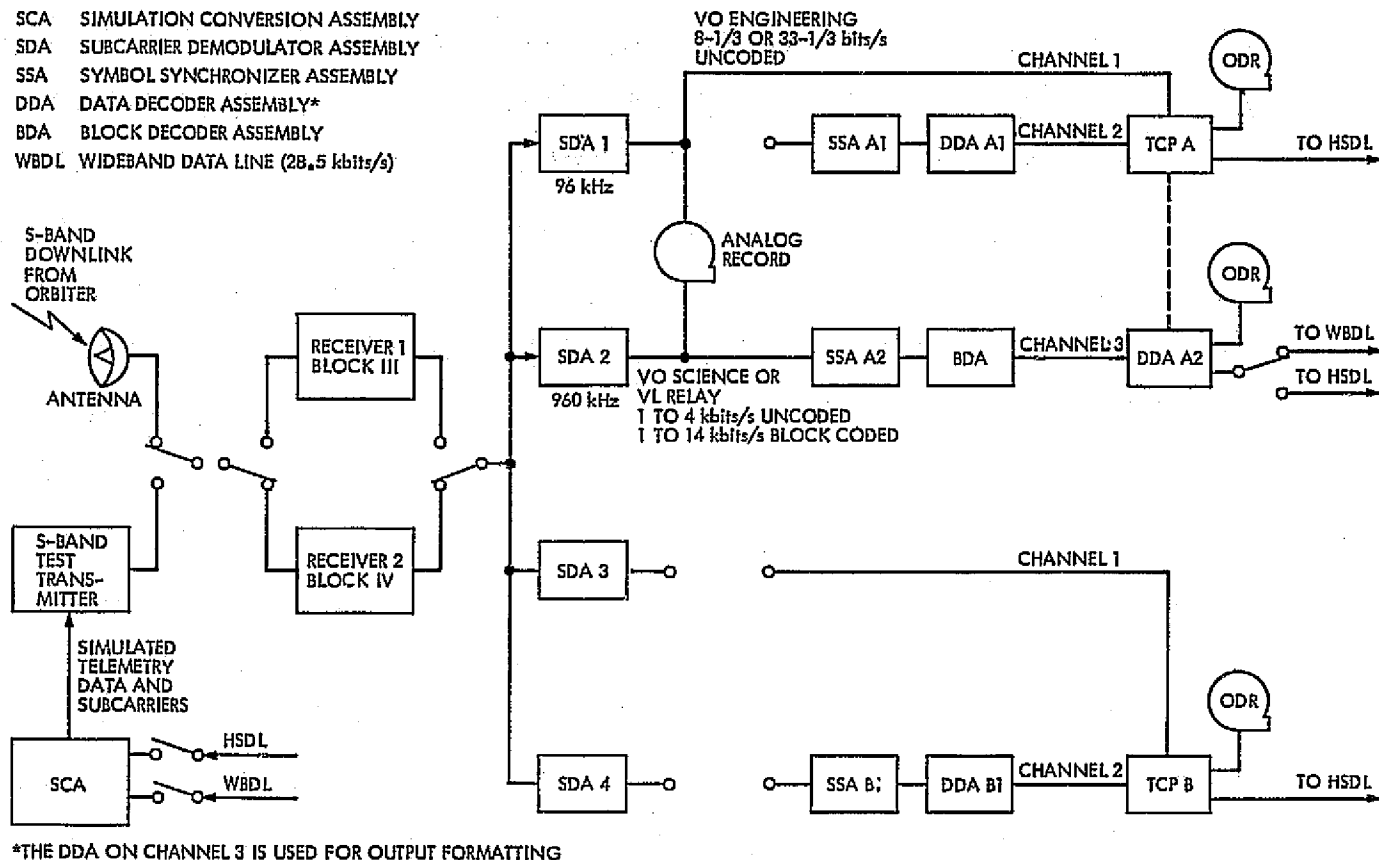 SCA SIMULATION CONVERSION ASSEMBLY
SDA SUBCARRIER DEMODULATOR ASSEMBLY
SSA SYMBOL SYNCHRONIZER ASSEMBLY
DDA DATA DECODER ASSEMBLY*
BDA BLOCK DECODER ASSEMBLY
WBDL WIDEBAND DATA LINE (28.5 kbits/s)
VO ENGINEERING
8-1/3 OR 33-1/3 bits/s
UNCODED
CHANNEL 1
ODR
SDA 1
96 kHz
SSA A1
DDA A1
CHANNEL 2
TCP A
TO HSDL
ANALOG
RECORD
S-BAND
DOWNLINK
FROM
ORBITER
ANTENNA
RECEIVER 1
BLOCK III
SDA 2
960 kHz
VO SCIENCE OR
VL RELAY
1 TO 4 kbits/s UNCODED
1 TO 14 kbits/s BLOCK CODED
SSA A2
BDA
CHANNEL 3
DDA A2
ODR
TO WBDL
TO HSDL
S-BAND
TEST
TRANS-
MITTER
RECEIVER 2
BLOCK IV
SDA 3
CHANNEL 1
SIMULATED
TELEMETRY
DATA AND
SUBCARRIERS
SCA
HSDL
WBDL
SDA 4
SSA B1
DDA B1
CHANNEL 2
TCP B
ODR
TO HSDL
*THE DDA ON CHANNEL 3 IS USED FOR OUTPUT FORMATTING